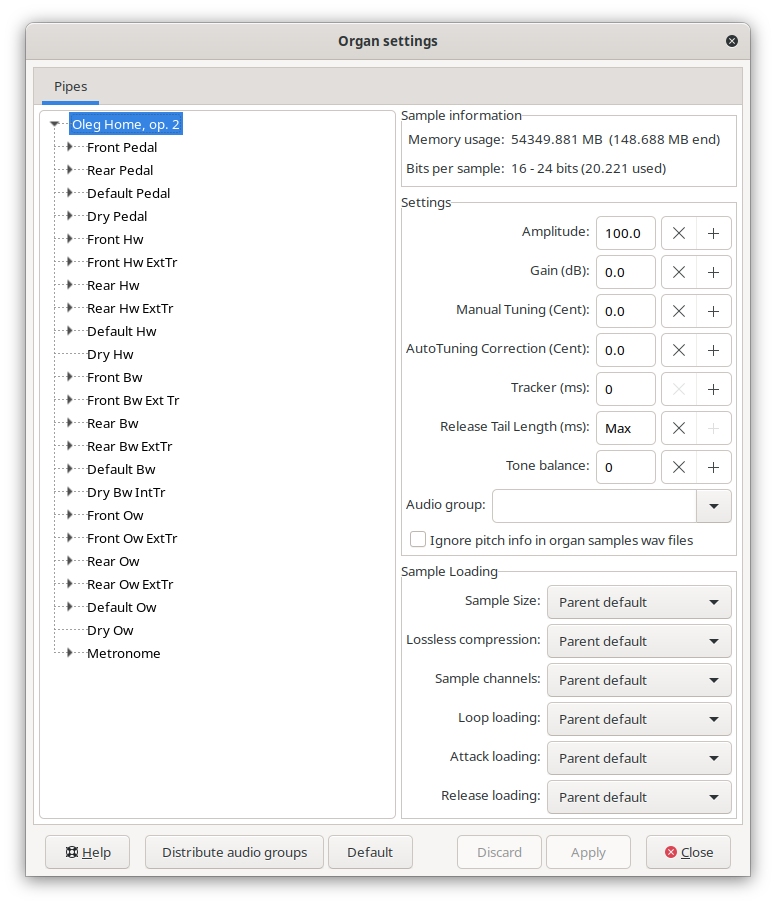 Organ settings
Pipes
Oleg Home, op. 2
Front Pedal
Rear Pedal
Default Pedal
Dry Pedal
Front Hw
Front Hw ExtTr
Rear Hw
Rear Hw ExtTr
Default Hw
Dry Hw
Front Bw
Front Bw Ext Tr
Rear Bw
Rear Bw ExtTr
Default Bw
Dry Bw IntTr
Front Ow
Front Ow ExtTr
Rear Ow
Rear Ow ExtTr
Default Ow
Dry Ow
Metronome
Sample information
Memory usage: 54349.881 MB (148.688 MB end)
Bits per sample: 16 - 24 bits (20.221 used)
Settings
Amplitude: 100.0
Gain (dB): 0.0
Manual Tuning (Cent): 0.0
AutoTuning Correction (Cent): 0.0
Tracker (ms): 0
Release Tail Length (ms): Max
Tone balance: 0
Audio group:
Ignore pitch info in organ samples wav files
Sample Loading
Sample Size: Parent default
Lossless compression: Parent default
Sample channels: Parent default
Loop loading: Parent default
Attack loading: Parent default
Release loading: Parent default
Help Distribute audio groups Default Discard Apply Close